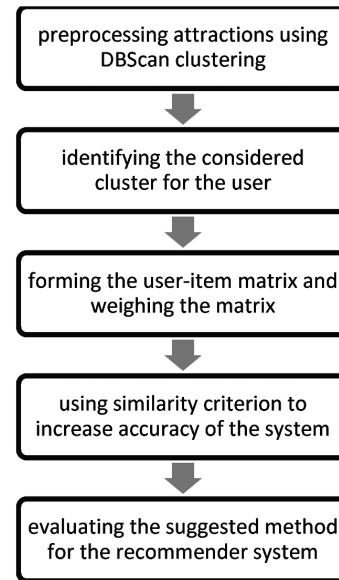 preprocessing attractions using
DBScan clustering
identifying the considered
cluster for the user
forming the user-item matrix and
weighing the matrix
using similarity criterion to
increase accuracy of the system
evaluating the suggested method
for the recommender system